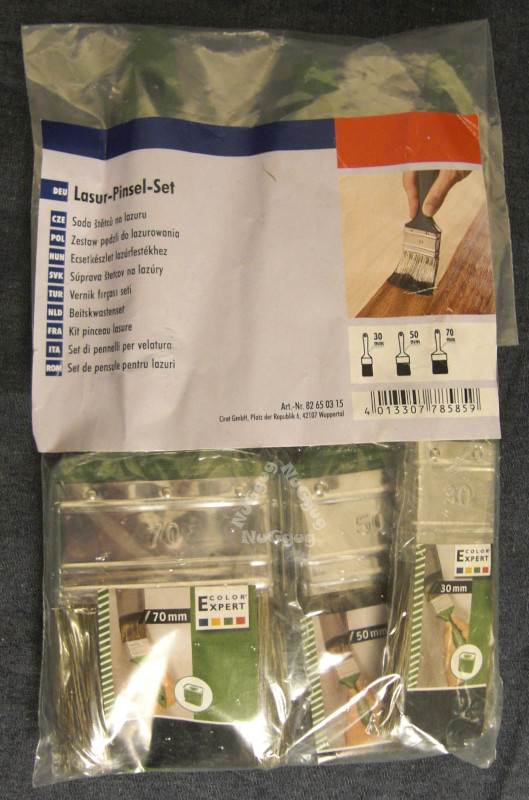 DEU Lasur-Pinsel-Set
CZE Sada štětců na lazuru
POL Zestaw pędzli do lazurowania
HUN Ecsetkészlet lazúrfestékhez
SVK Súprava štetcov na lazúry
TUR Vernik fırçası seti
NLD Beitskwastenset
FRA Kit pinceau lasure
ITA Set di pennelli per velatura
ROM Set de pensule pentru lazuri
30 mm
50 mm
70 mm
Art.-Nr. 82 65 03 15
Cirat GmbH, Platz der Republik 6, 42107 Wuppertal
4 013307 785859
70
50
30
NuGgug
NuGgug
NuGgug
NuGgug
COLOR EXPERT
70 mm
50 mm
COLOR EXPERT
30 mm